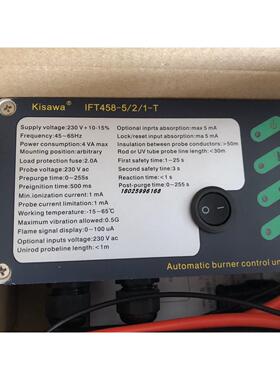 Kisawa® IFT458-5/2/1-T
Supply voltage:230 V+10-15%
Frequency:45~65Hz
Power consumption:4 VA max
Mounting position:arbitrary
Load protection fuse:2.0A
Probe voltage:230 V ac
Prepurge time:0~255s
Preignition time:500 ms
Min.ionization current:1 mA
Probe current limitation:1 mA
Working temperature:-15~65℃
Maximum vibration allowed:0.5G
Flame signal display:0~100 uA
Optional inputs voltage:230 V ac
Unirod probeline length:<1m
Optional inprts absorption:ma 5 mA
Lock/reset input absorption:max 5 mA
Insulation between probe conductors:>50m
Rod or UV tube probe line length:<30m
First safety time:1~25 s
Second safety time:3 s
Reaction time:<1 s
Post-purge time:0~255 s
18025996168
Automatic burner control un